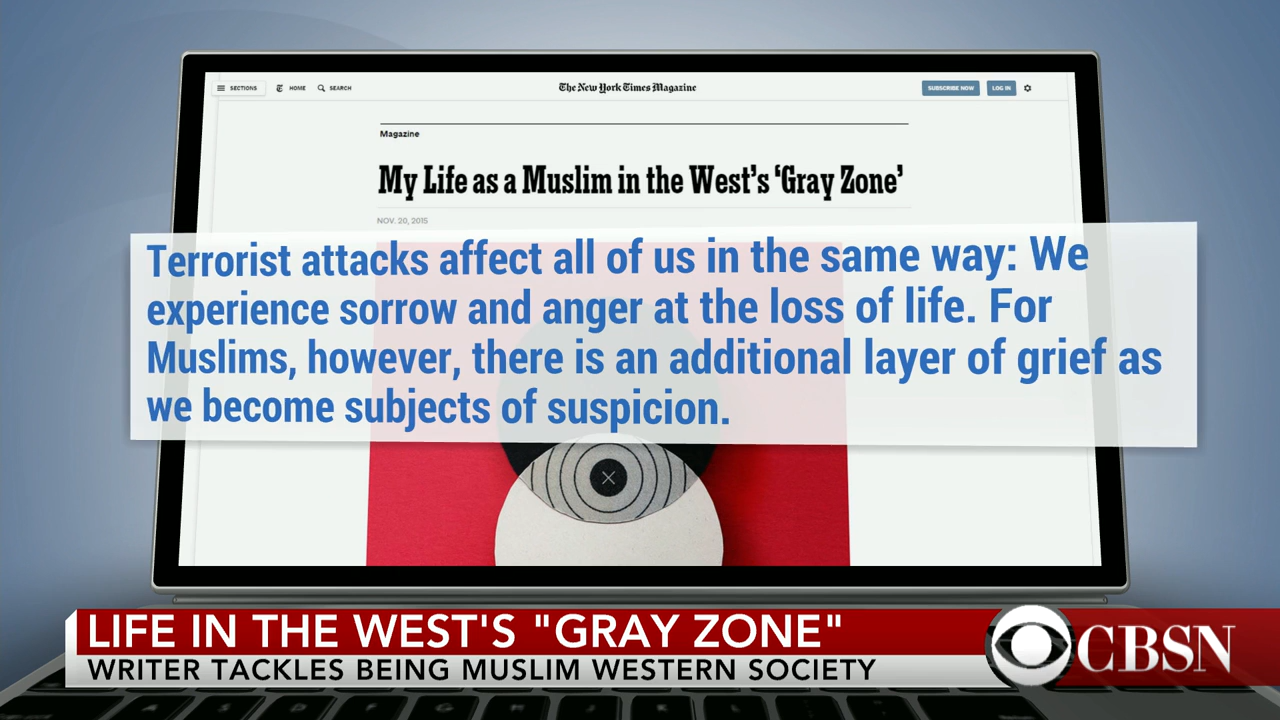 SECTIONS HOME SEARCH The New York Times Magazine SUBSCRIBE NOW LOG IN
Magazine
My Life as a Muslim in the West's 'Gray Zone'
NOV. 20, 2015
Terrorist attacks affect all of us in the same way: We
experience sorrow and anger at the loss of life. For
Muslims, however, there is an additional layer of grief as
we become subjects of suspicion.
LIFE IN THE WEST'S "GRAY ZONE"
WRITER TACKLES BEING MUSLIM WESTERN SOCIETY
CBSN